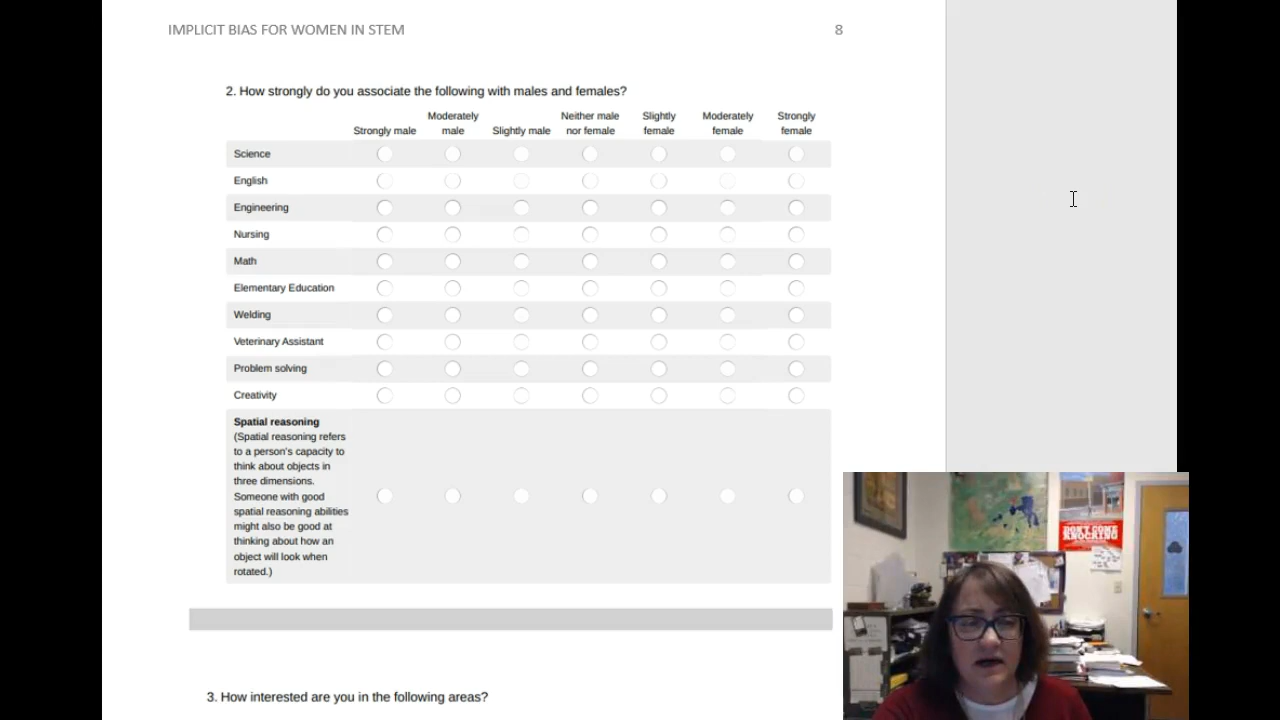 IMPLICIT BIAS FOR WOMEN IN STEM 8
2. How strongly do you associate the following with males and females?
Strongly male Moderately male Slightly male Neither male nor female Slightly female Moderately female Strongly female
Science
English
Engineering
Nursing
Math
Elementary Education
Welding
Veterinary Assistant
Problem solving
Creativity
Spatial reasoning
(Spatial reasoning refers
to a person's capacity to
think about objects in
three dimensions.
Someone with good
spatial reasoning abilities
might also be good at
thinking about how an
object will look when
rotated.)
3. How interested are you in the following areas?
DON'T COME
KNOCKING